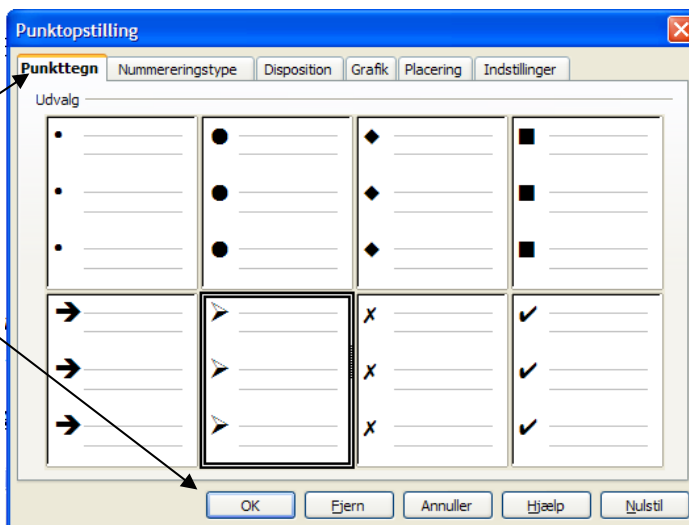 Punktopstilling
Punkttegn Nummereringstype Disposition Grafik Placering Indstillinger
Udvalg
OK Fjern Annuller Hjælp Nulstil